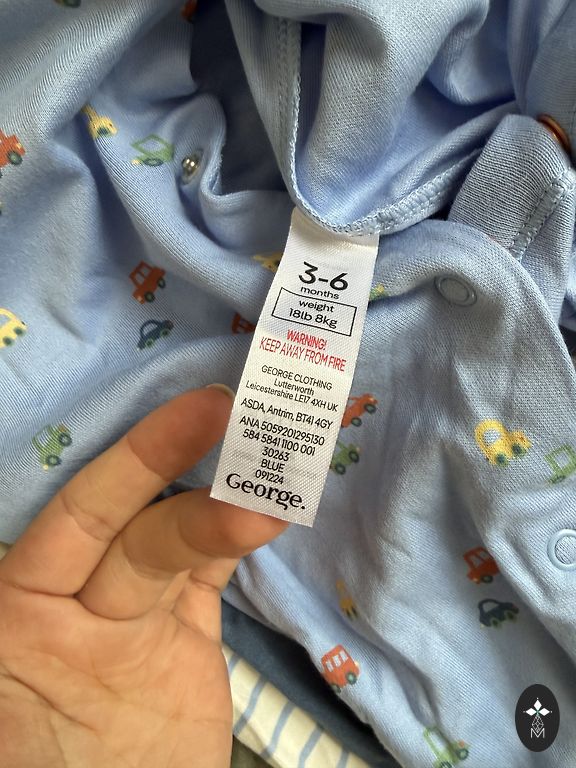 3-6
months
weight
18lb 8kg
WARNING!
KEEP AWAY FROM FIRE
GEORGE CLOTHING
Lutterworth
Leicestershire LE17 4XH UK
ASDA, Antrim, BT41 4GY
ANA 5059201295130
584 5841 1100 001
30263
BLUE
091224
George.
M